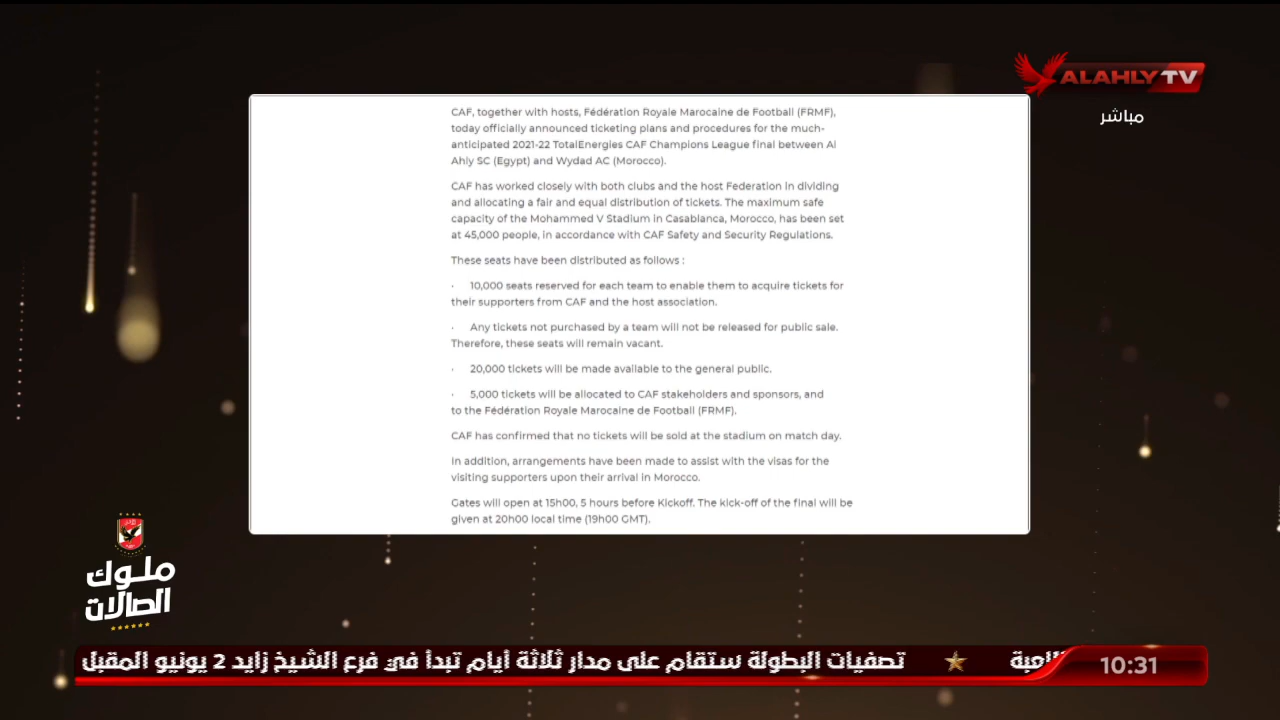 ALAHLY TV
مباشر
CAF, together with hosts, Fédération Royale Marocaine de Football (FRMF),
today officially announced ticketing plans and procedures for the much-
anticipated 2021-22 TotalEnergies CAF Champions League final between Al
Ahly SC (Egypt) and Wydad AC (Morocco).
CAF has worked closely with both clubs and the host Federation in dividing
and allocating a fair and equal distribution of tickets. The maximum safe
capacity of the Mohammed V Stadium in Casablanca, Morocco, has been set
at 45,000 people, in accordance with CAF Safety and Security Regulations.
These seats have been distributed as follows :
· 10,000 seats reserved for each team to enable them to acquire tickets for
their supporters from CAF and the host association.
· Any tickets not purchased by a team will not be released for public sale.
Therefore, these seats will remain vacant.
· 20,000 tickets will be made available to the general public.
· 5,000 tickets will be allocated to CAF stakeholders and sponsors, and
to the Fédération Royale Marocaine de Football (FRMF).
CAF has confirmed that no tickets will be sold at the stadium on match day.
In addition, arrangements have been made to assist with the visas for the
visiting supporters upon their arrival in Morocco.
Gates will open at 15h00, 5 hours before Kickoff. The kick-off of the final will be
given at 20h00 local time (19h00 GMT).
ملوك
الصالات
تصفيات البطولة ستقام على مدار ثلاثة أيام تبدأ في فرع الشيخ زايد 2 يونيو المقبل
10:31